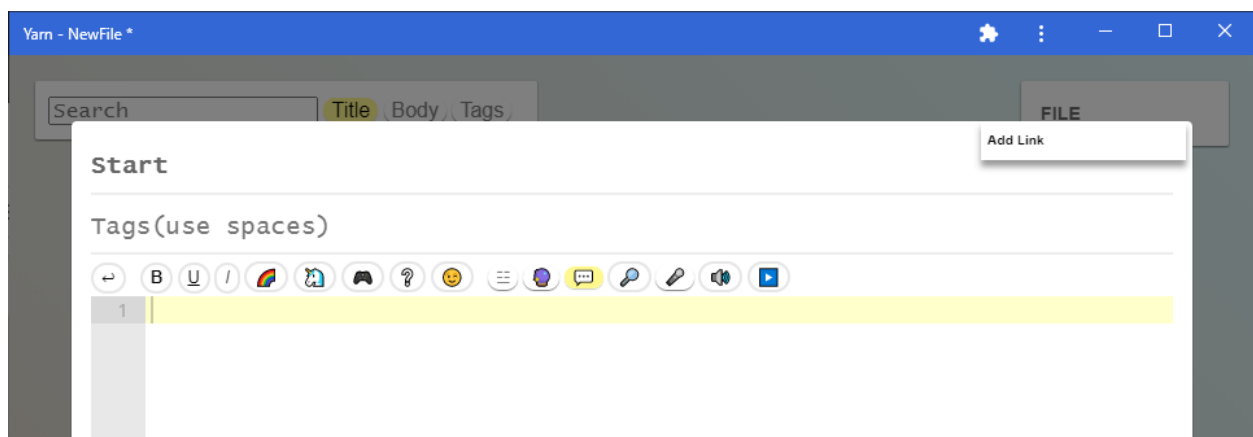 Yarn - NewFile *
Search Title Body Tags
FILE
Add Link
Start
Tags(use spaces)
B U I
1